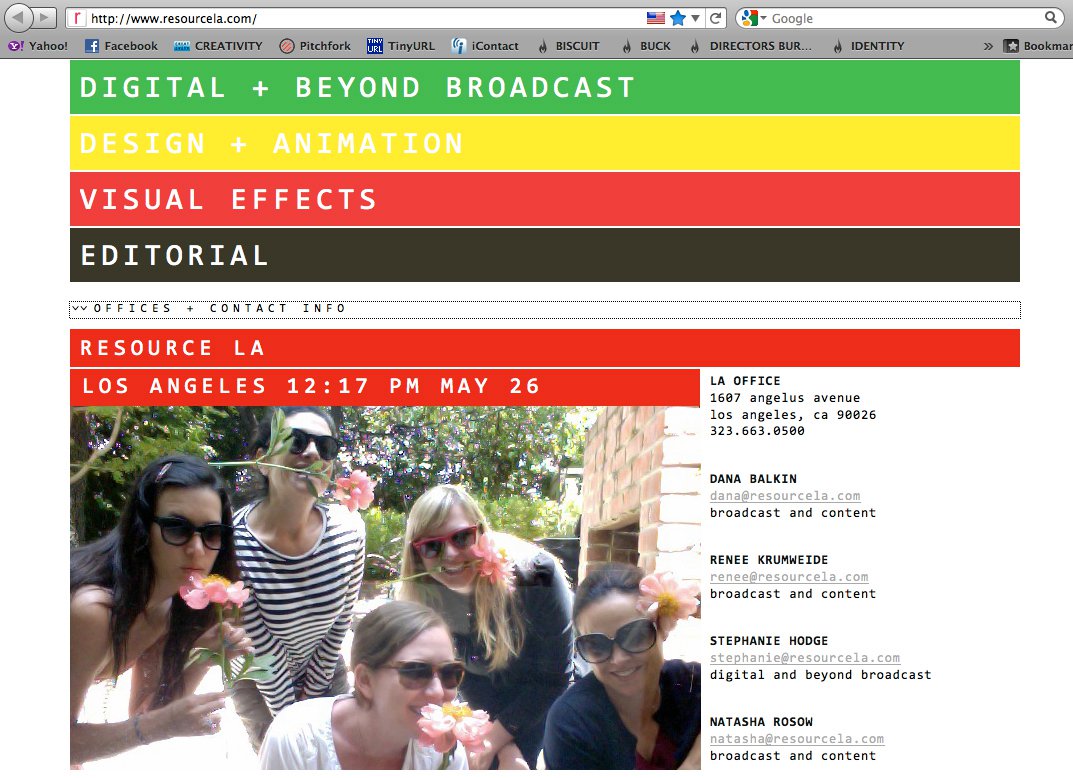 http://www.resourcela.com/
Google
Yahoo!
Facebook
CREATIVITY
Pitchfork
TinyURL
iContact
BISCUIT
BUCK
DIRECTORS BUR...
IDENTITY
»
Bookmar
DIGITAL + BEYOND BROADCAST
DESIGN + ANIMATION
VISUAL EFFECTS
EDITORIAL
OFFICES + CONTACT INFO
RESOURCE LA
LOS ANGELES 12:17 PM MAY 26
LA OFFICE
1607 angelus avenue
los angeles, ca 90026
323.663.0500
DANA BALKIN
dana@resourcela.com
broadcast and content
RENEE KRUMWEIDE
renee@resourcela.com
broadcast and content
STEPHANIE HODGE
stephanie@resourcela.com
digital and beyond broadcast
NATASHA ROSOW
natasha@resourcela.com
broadcast and content